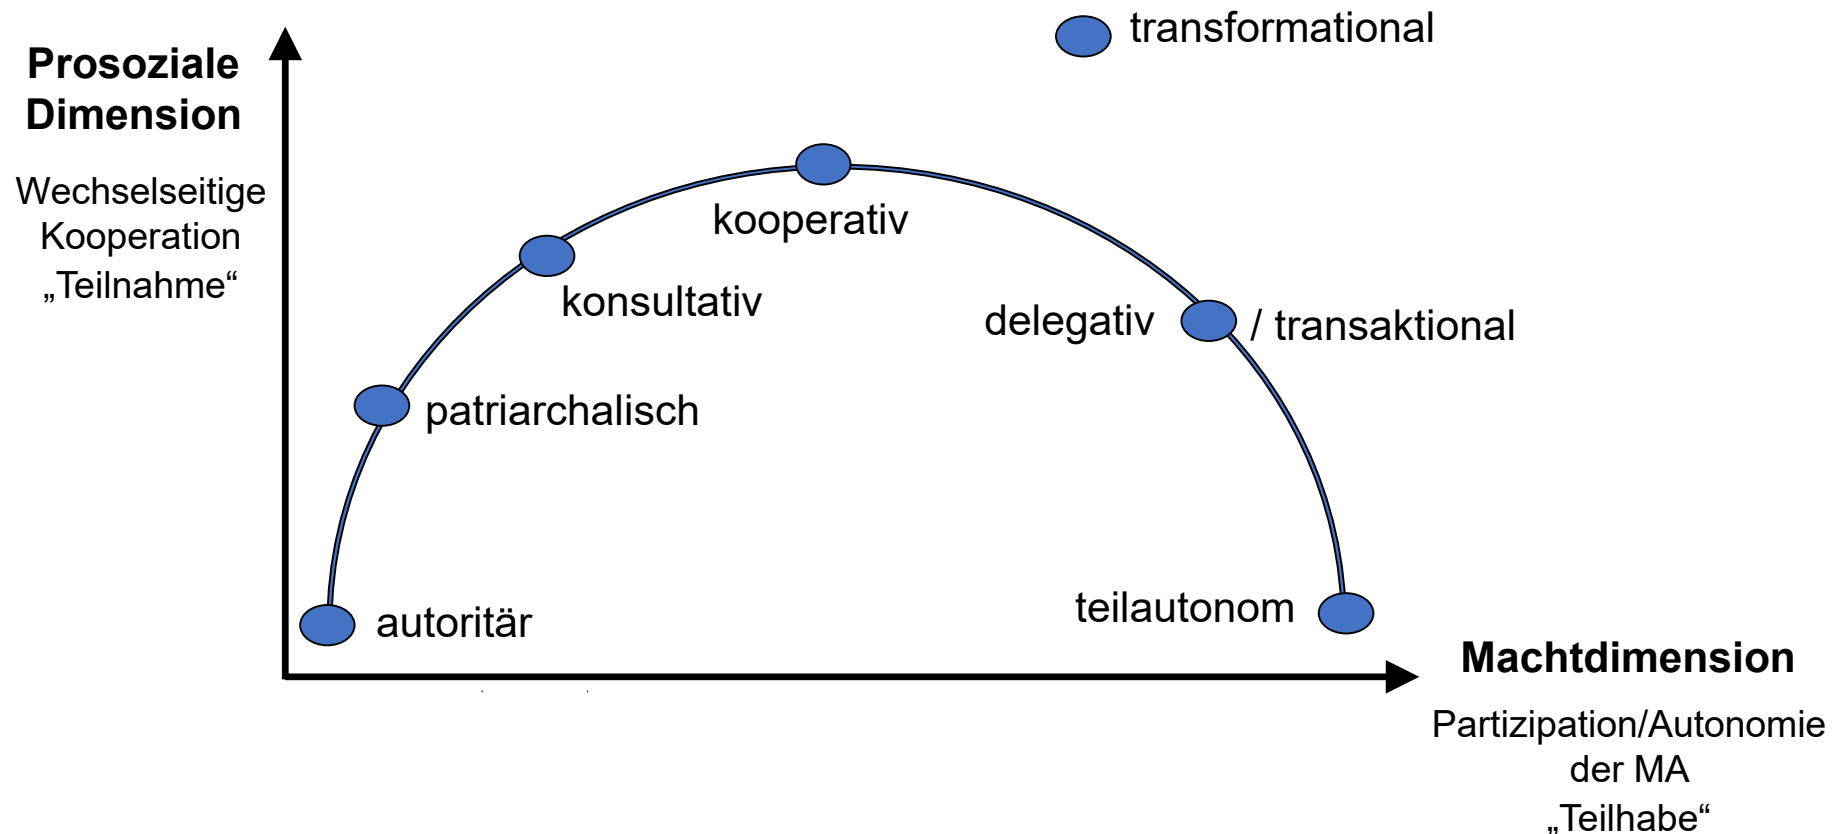 transformational
Prosoziale
Dimension
Wechselseitige
Kooperation
„Teilnahme“
kooperativ
konsultativ
delegativ / transaktional
patriarchalisch
autoritär
teilautonom
Machtdimension
Partizipation/Autonomie
der MA
„Teilhabe“